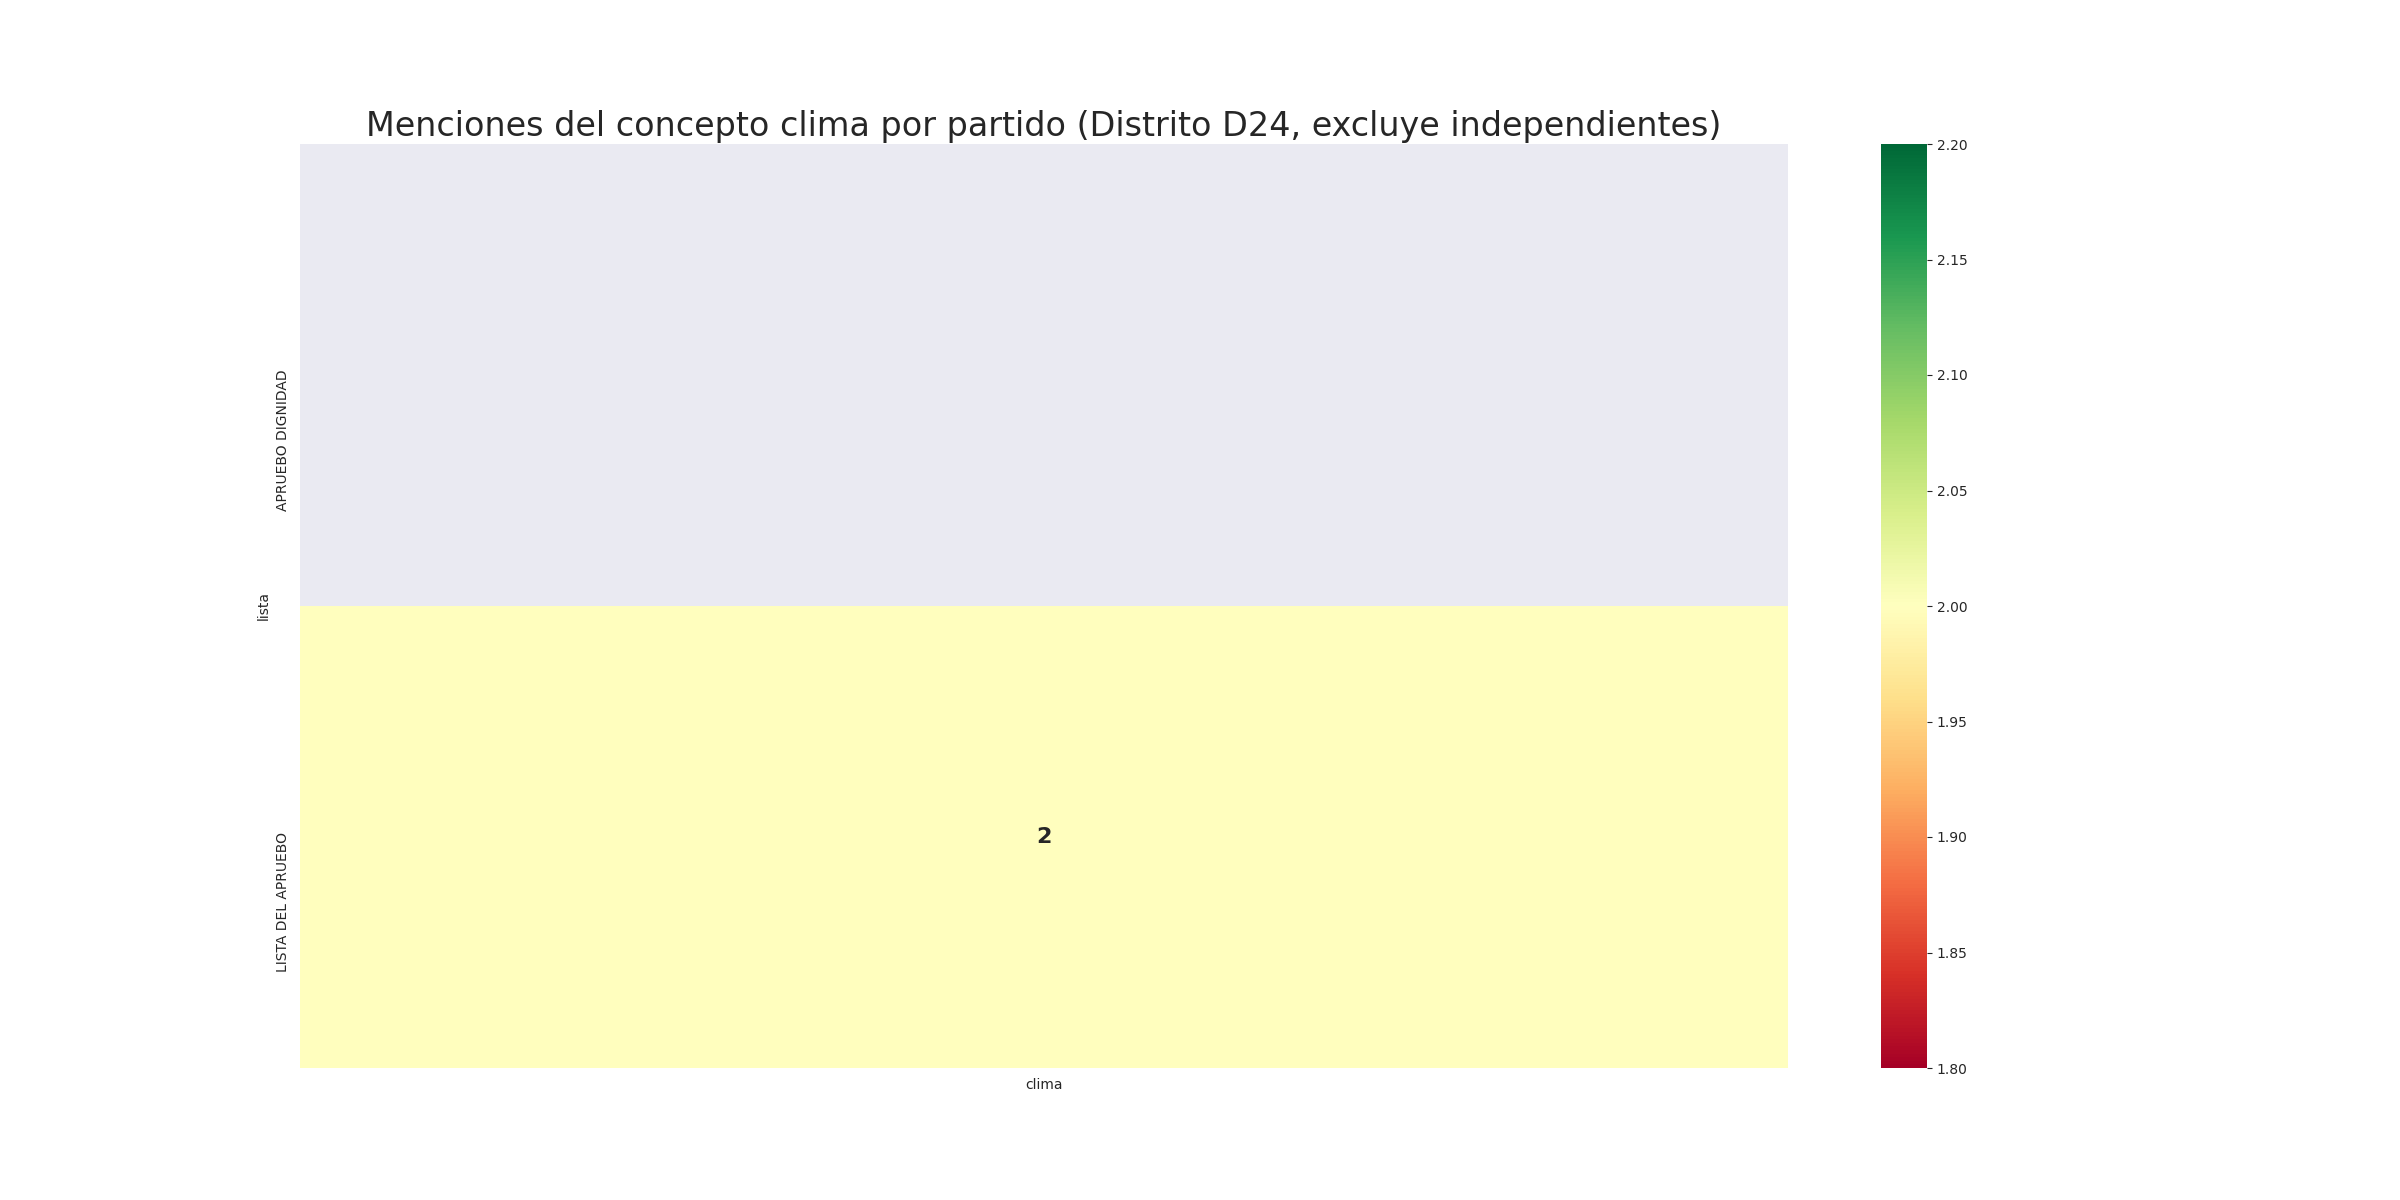 Menciones del concepto clima por partido (Distrito D24, excluye independientes)
lista
APRUEBO DIGNIDAD
LISTA DEL APRUEBO
2
clima
2.20
2.15
2.10
2.05
2.00
1.95
1.90
1.85
1.80